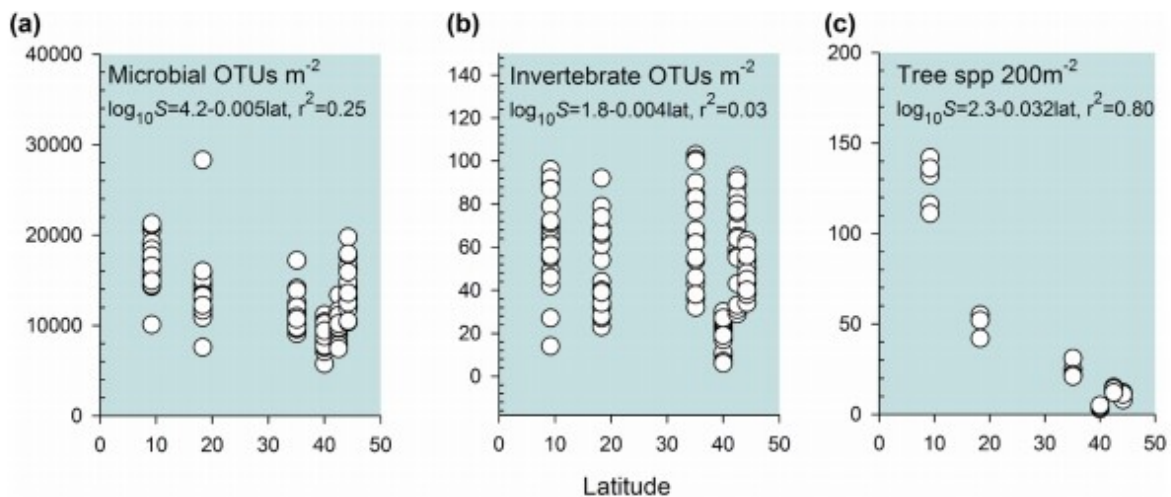 (a)
Microbial OTUs m-2
log10S=4.2-0.005lat, r2=0.25
40000
30000
20000
10000
0
0 10 20 30 40 50
(b)
Invertebrate OTUs m-2
log10S=1.8-0.004lat, r2=0.03
140
120
100
80
60
40
20
0
0 10 20 30 40 50
(c)
Tree spp 200m-2
log10S=2.3-0.032lat, r2=0.80
200
150
100
50
0
0 10 20 30 40 50
Latitude